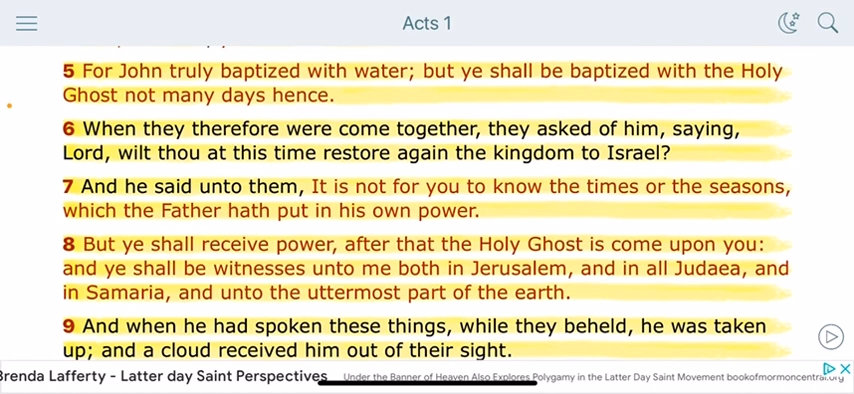 Acts 1
5 For John truly baptized with water; but ye shall be baptized with the Holy
Ghost not many days hence.
6 When they therefore were come together, they asked of him, saying,
Lord, wilt thou at this time restore again the kingdom to Israel?
7 And he said unto them, It is not for you to know the times or the seasons,
which the Father hath put in his own power.
8 But ye shall receive power, after that the Holy Ghost is come upon you:
and ye shall be witnesses unto me both in Jerusalem, and in all Judaea, and
in Samaria, and unto the uttermost part of the earth.
9 And when he had spoken these things, while they beheld, he was taken
up; and a cloud received him out of their sight.
Brenda Lafferty - Latter day Saint Perspectives Under the Banner of Heaven Also Explores Polygamy in the Latter Day Saint Movement bookofmormoncentral.org